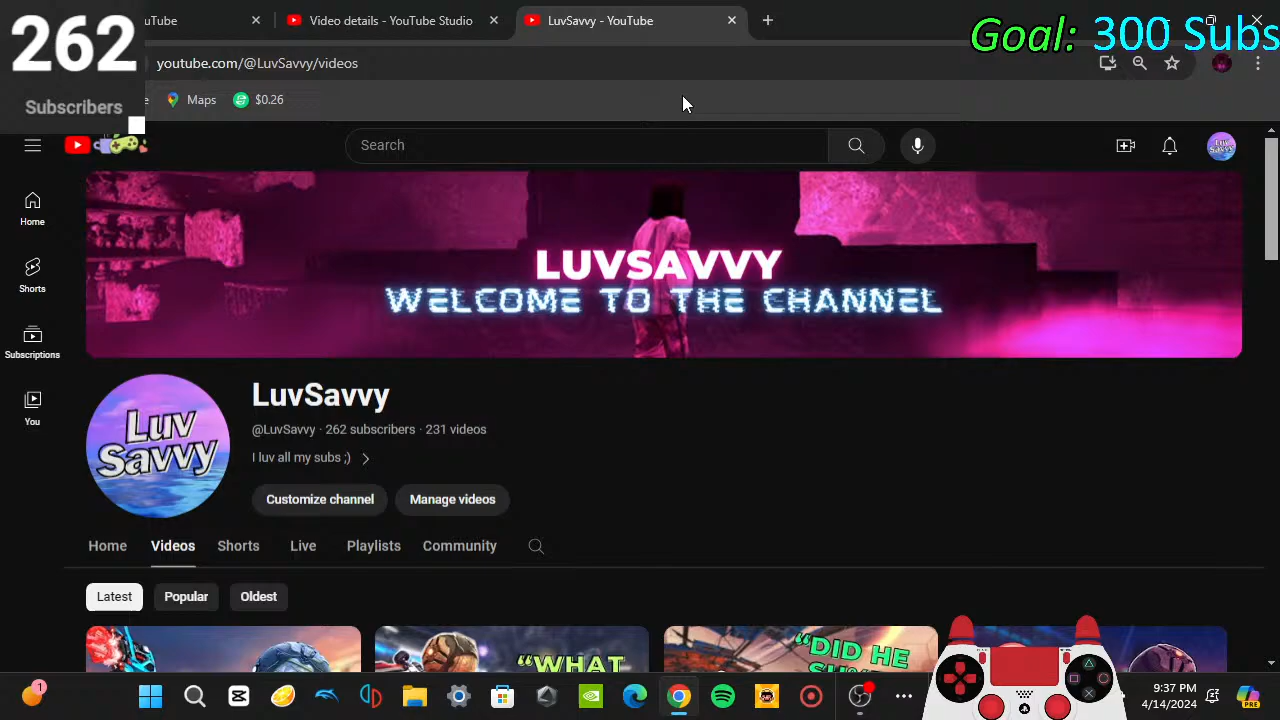 262
Subscribers
uTube
Video details - YouTube Studio
LuvSavvy - YouTube
Goal: 300 Subs
youtube.com/@LuvSavvy/videos
Maps
$0.26
Search
LUVSAVVY
WELCOME TO THE CHANNEL
Home
Shorts
Subscriptions
You
Luv
Savvy
LuvSavvy
@LuvSavvy · 262 subscribers · 231 videos
I luv all my subs ;)
Customize channel
Manage videos
Home
Videos
Shorts
Live
Playlists
Community
Latest
Popular
Oldest
"WHAT
"DID HE
1
9:37 PM
4/14/2024
PRE